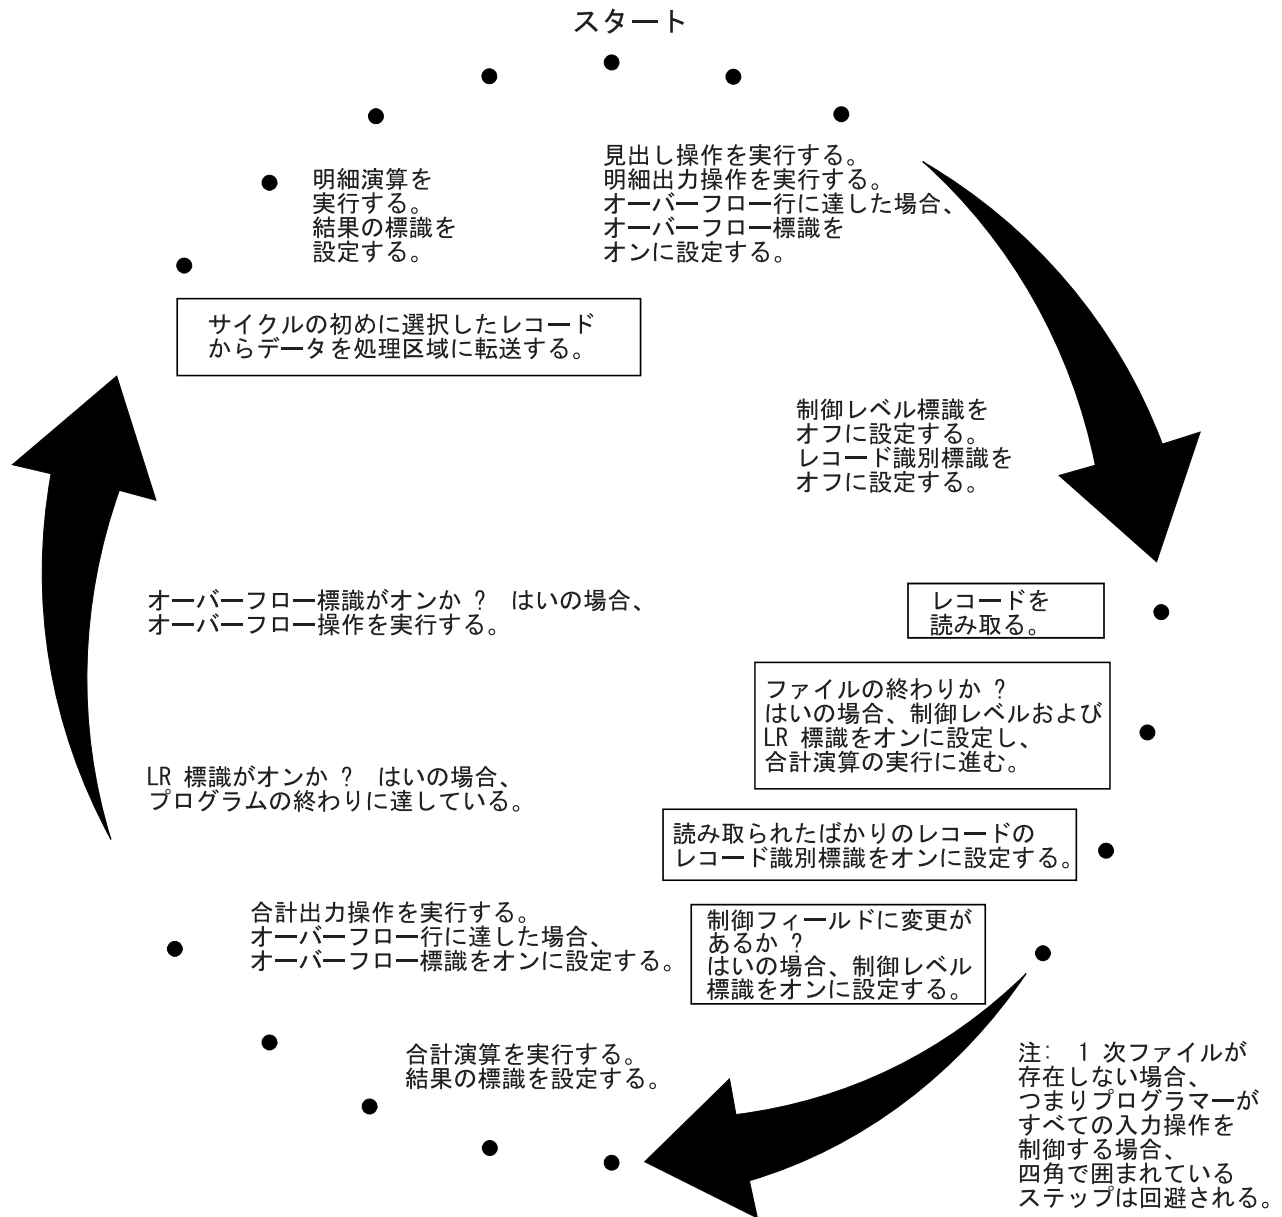 スタート
見出し操作を実行する。
明細出力操作を実行する。
オーバーフロー行に達した場合、
オーバーフロー標識を
オンに設定する。
制御レベル標識を
オフに設定する。
レコード識別標識を
オフに設定する。
レコードを
読み取る。
ファイルの終わりか ?
はいの場合、制御レベルおよび
LR 標識をオンに設定し、
合計演算の実行に進む。
読み取られたばかりのレコードの
レコード識別標識をオンに設定する。
制御フィールドに変更が
あるか ?
はいの場合、制御レベル
標識をオンに設定する。
注: 1 次ファイルが
存在しない場合、
つまりプログラマーが
すべての入力操作を
制御する場合、
四角で囲まれている
ステップは回避される。
合計演算を実行する。
結果の標識を設定する。
合計出力操作を実行する。
オーバーフロー行に達した場合、
オーバーフロー標識をオンに設定する。
LR 標識がオンか ? はいの場合、
プログラムの終わりに達している。
オーバーフロー標識がオンか ? はいの場合、
オーバーフロー操作を実行する。
サイクルの初めに選択したレコード
からデータを処理区域に転送する。
明細演算を
実行する。
結果の標識を
設定する。